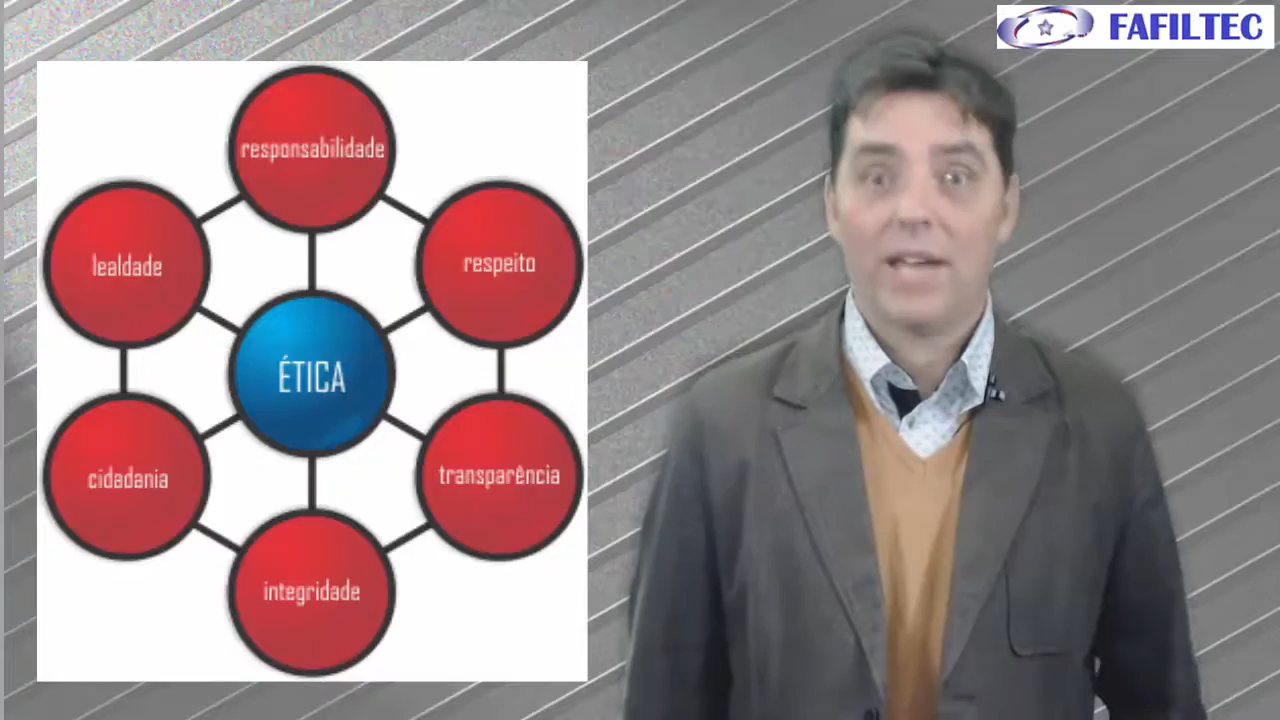 FAFILTEC
responsabilidade
lealdade
respeito
ÉTICA
cidadania
transparência
integridade